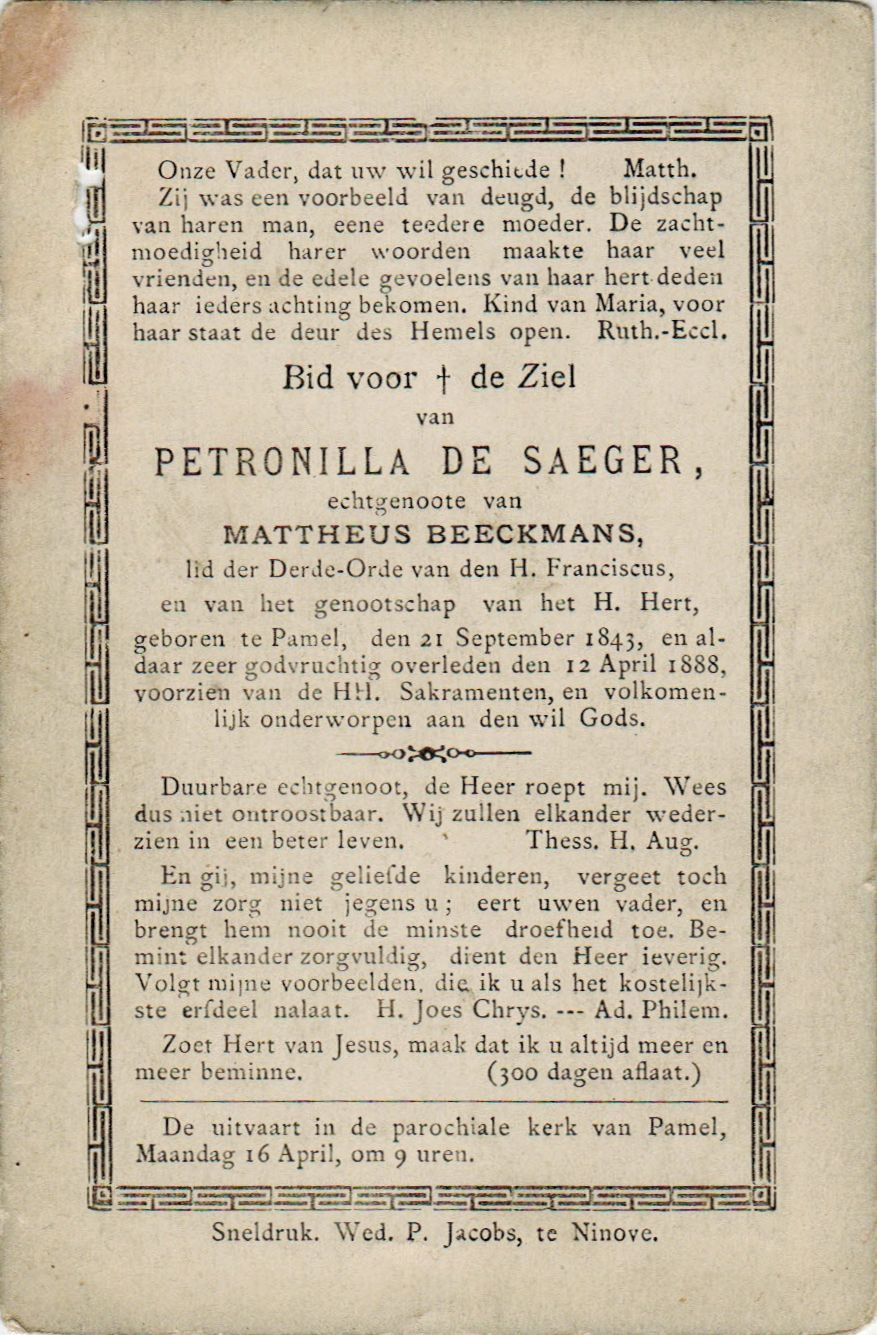 Onze Vader, dat uw wil geschiede ! Matth.
Zij was een voorbeeld van deugd, de blijdschap
van haren man, eene teedere moeder. De zacht-
moedigheid harer woorden maakte haar veel
vrienden, en de edele gevoelens van haar hert deden
haar ieders achting bekomen. Kind van Maria, voor
haar staat de deur des Hemels open. Ruth.-Eccl.
Bid voor † de Ziel
van
PETRONILLA DE SAEGER,
echtgenoote van
MATTHEUS BEECKMANS,
lid der Derde-Orde van den H. Franciscus,
en van het genootschap van het H. Hert,
geboren te Pamel, den 21 September 1843, en al-
daar zeer godvruchtig overleden den 12 April 1888,
voorzien van de HH. Sakramenten, en volkomen-
lijk onderworpen aan den wil Gods.
Duurbare echtgenoot, de Heer roept mij. Wees
dus niet ontroostbaar. Wij zullen elkander weder-
zien in een beter leven. Thess. H. Aug.
En gij, mijne geliefde kinderen, vergeet toch
mijne zorg niet jegens u ; eert uwen vader, en
brengt hem nooit de minste droefheid toe. Be-
mint elkander zorgvuldig, dient den Heer ieverig.
Volgt mijne voorbeelden, die ik u als het kostelijk-
ste erfdeel nalaat. H. Joes Chrys. --- Ad. Philem.
Zoet Hert van Jesus, maak dat ik u altijd meer en
meer beminne. (300 dagen aflaat.)
De uitvaart in de parochiale kerk van Pamel,
Maandag 16 April, om 9 uren.
Sneldruk. Wed. P. Jacobs, te Ninove.